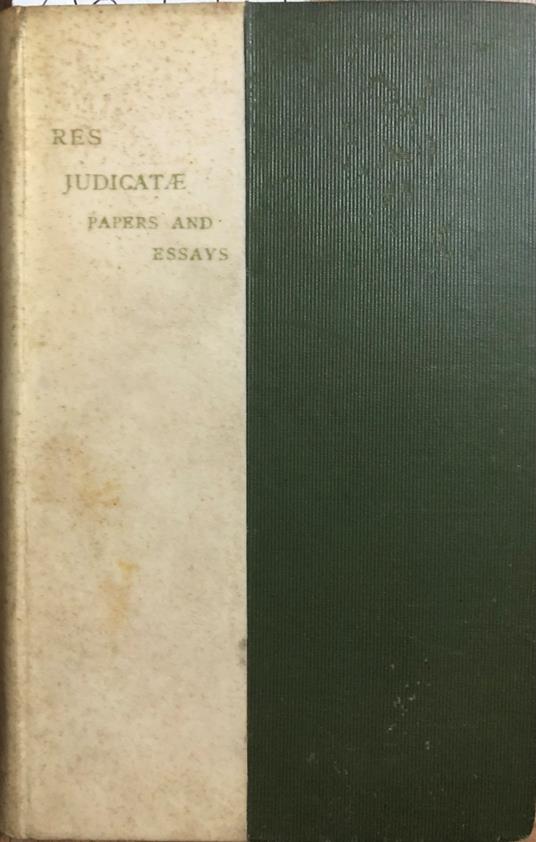 RES
JUDICATÆ
PAPERS AND
ESSAYS